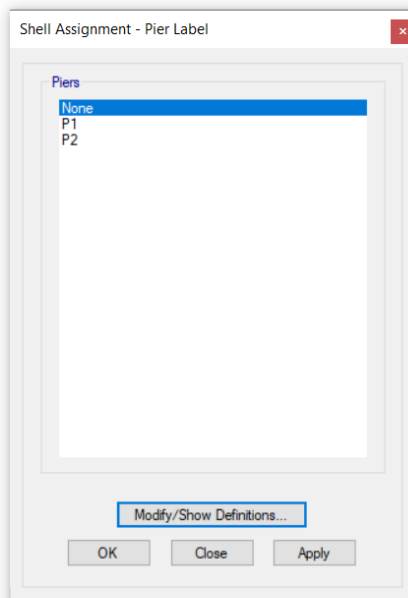 Shell Assignment - Pier Label
Piers
None
P1
P2
Modify/Show Definitions...
OK
Close
Apply